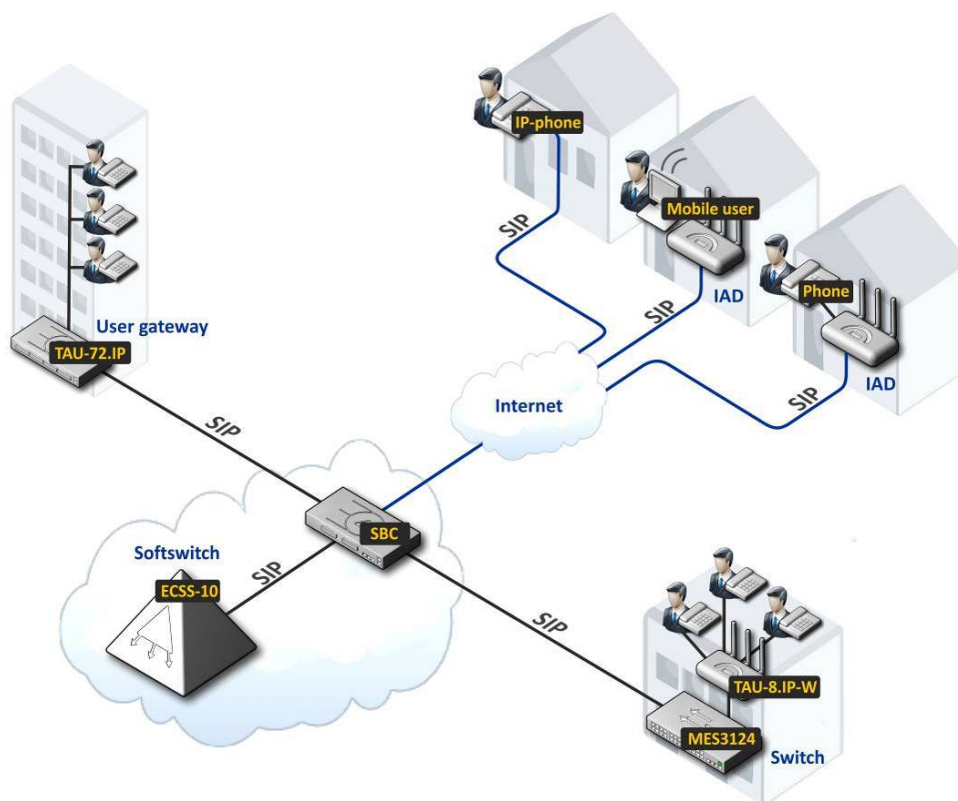 IP-phone
SIP
Mobile user
SIP
IAD
Phone
SIP
IAD
User gateway
TAU-72.IP
SIP
Internet
SBC
Softswitch
ECSS-10
SIP
SIP
TAU-8.IP-W
MES3124
Switch